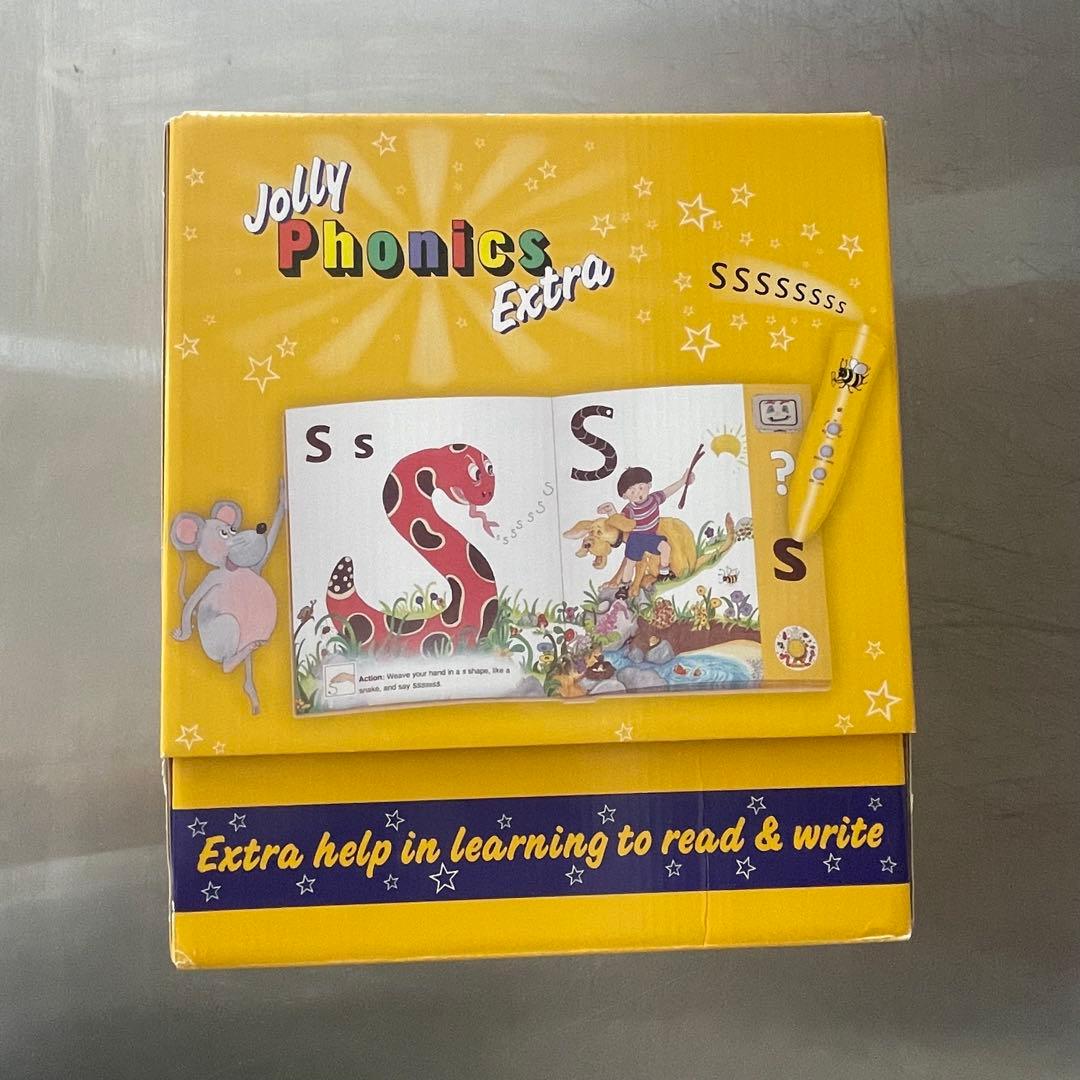 Jolly
Phonics
Extra
ssssssss
S s
S
sssssss
?
s
Action: Weave your hand in a s shape, like a
snake, and say ssssss.
Extra help in learning to read & write